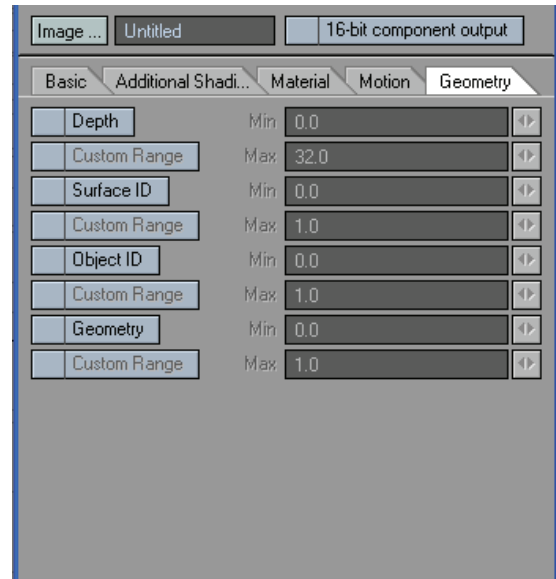 Image ... Untitled 16-bit component output
Basic Additional Shadi... Material Motion Geometry
Depth Min 0.0
Custom Range Max 32.0
Surface ID Min 0.0
Custom Range Max 1.0
Object ID Min 0.0
Custom Range Max 1.0
Geometry Min 0.0
Custom Range Max 1.0